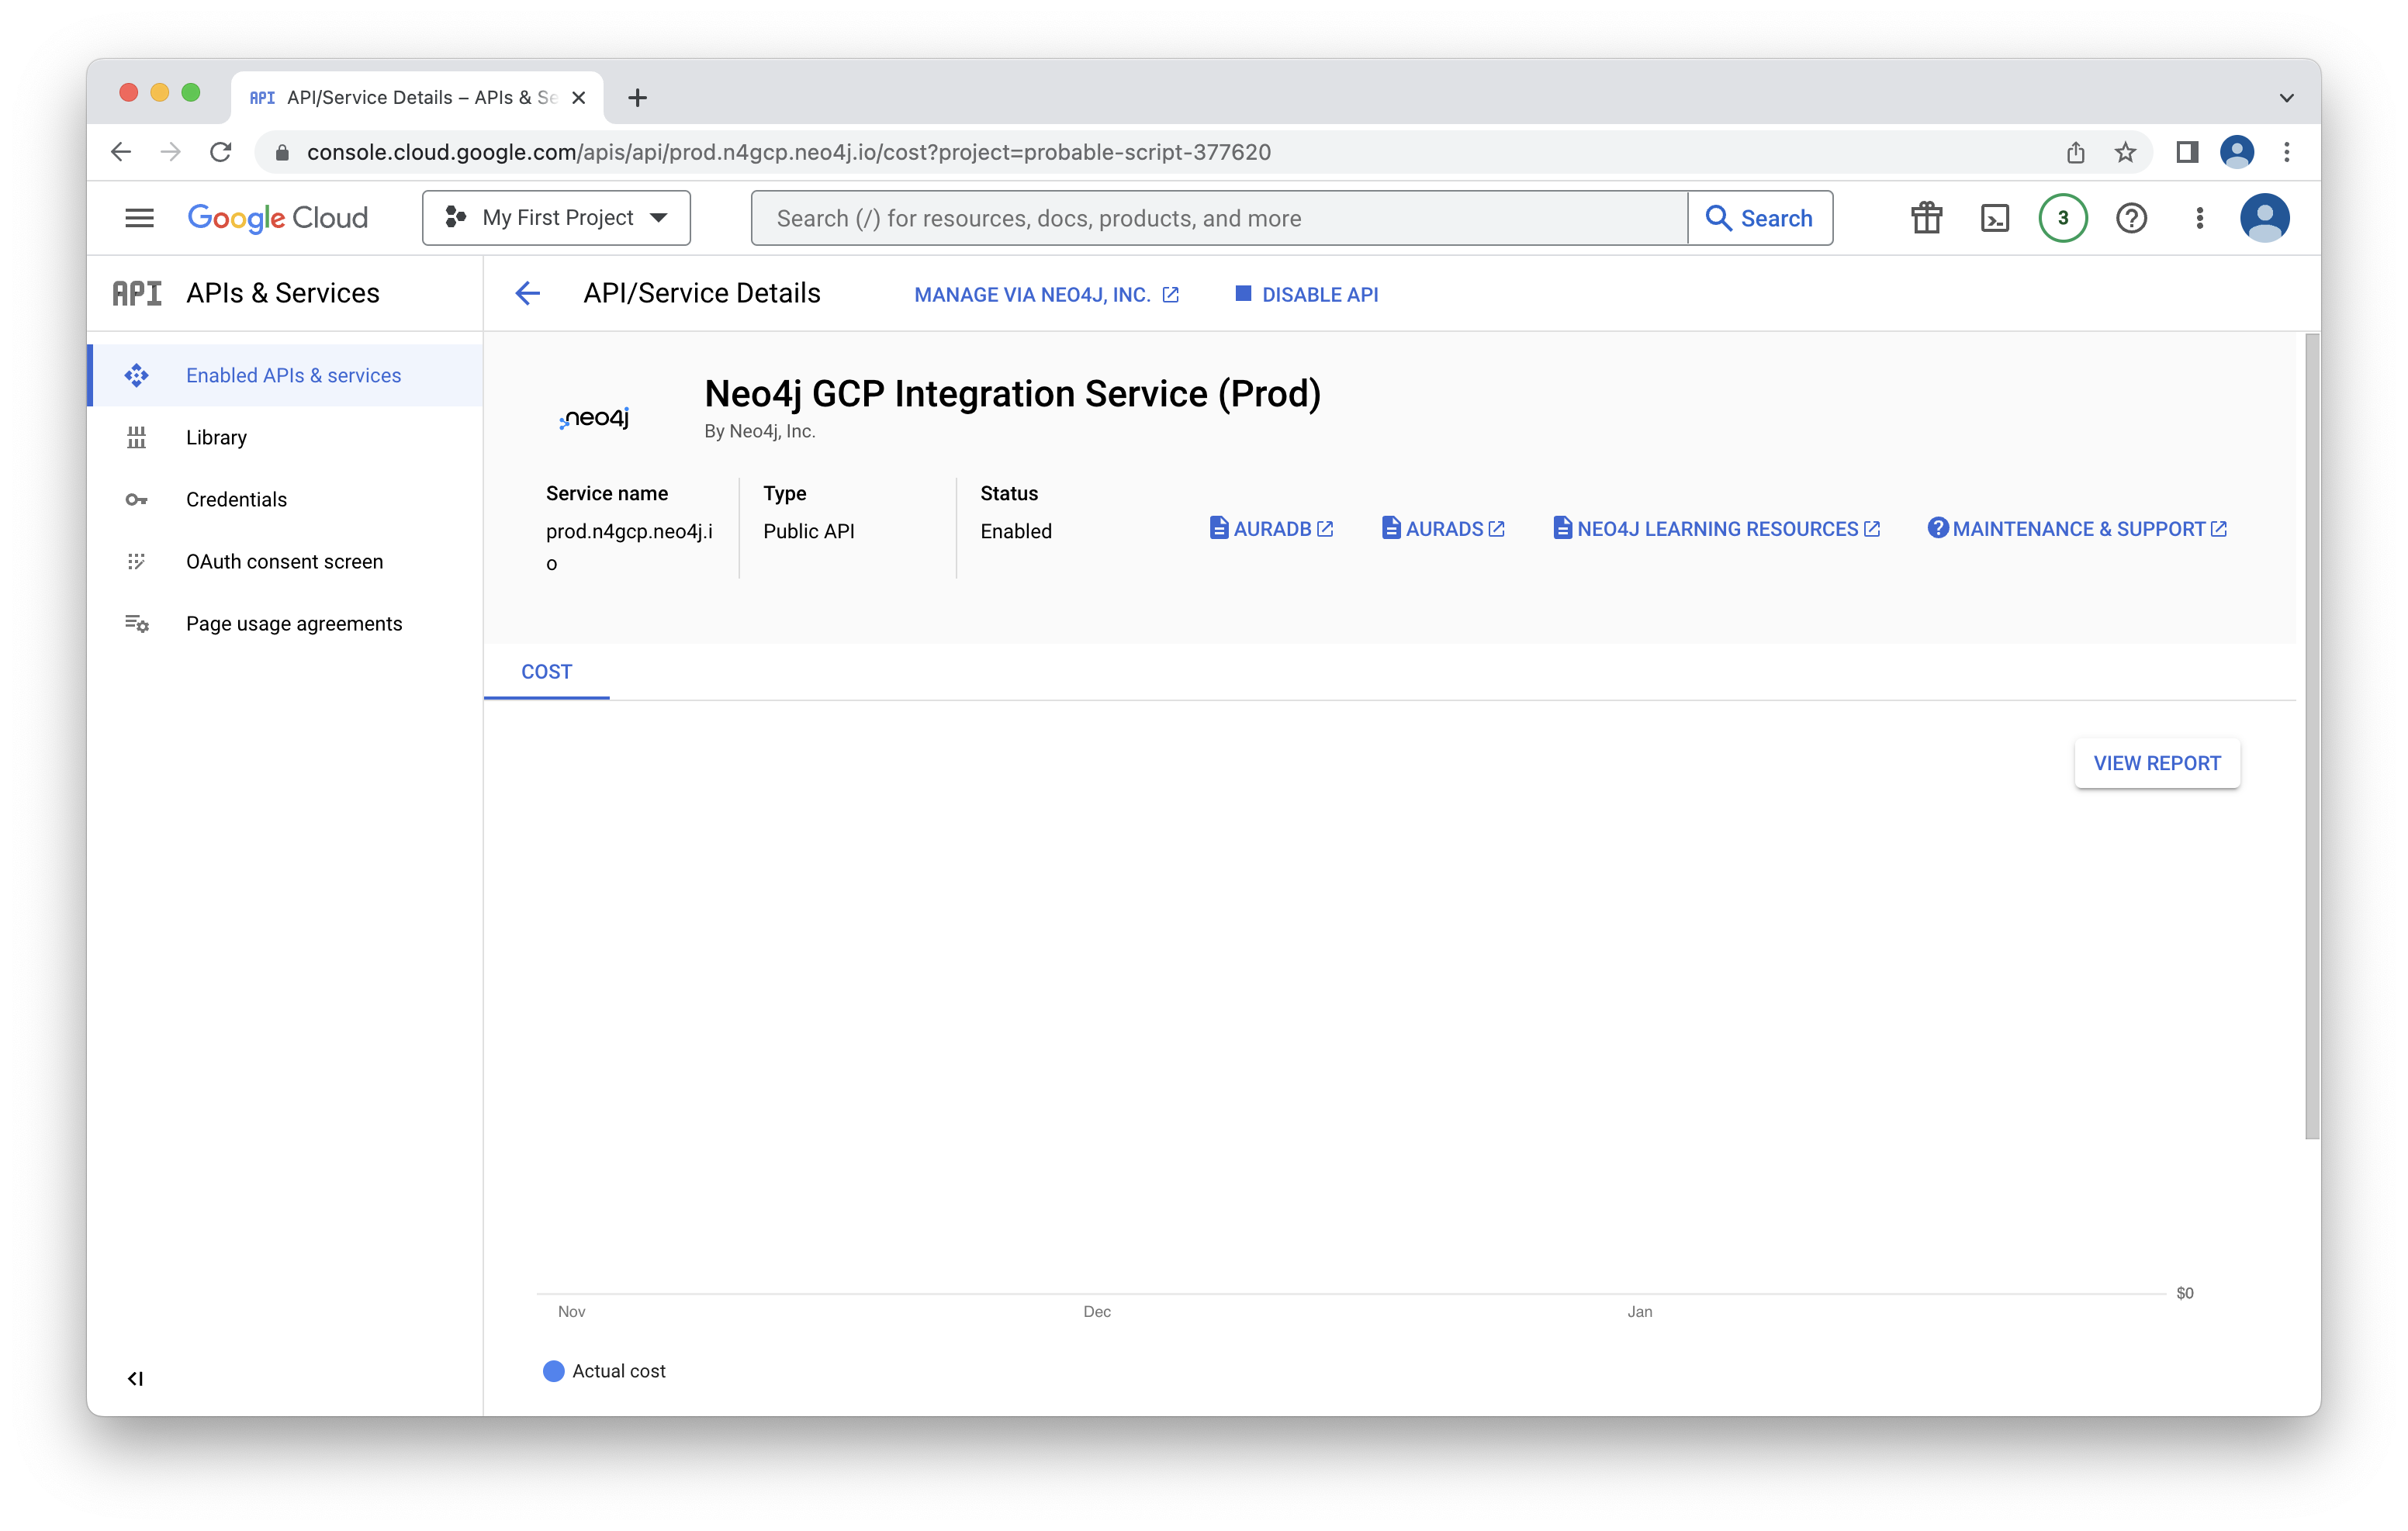 API API/Service Details – APIs & Se
console.cloud.google.com/apis/api/prod.n4gcp.neo4j.io/cost?project=probable-script-377620
Google Cloud
My First Project
Search (/) for resources, docs, products, and more
Search
3
API APIs & Services
API/Service Details
MANAGE VIA NEO4J, INC.
DISABLE API
Enabled APIs & services
Library
Credentials
OAuth consent screen
Page usage agreements
neo4j
Neo4j GCP Integration Service (Prod)
By Neo4j, Inc.
Service name
prod.n4gcp.neo4j.i
o
Type
Public API
Status
Enabled
AURADB
AURADS
NEO4J LEARNING RESOURCES
MAINTENANCE & SUPPORT
COST
VIEW REPORT
$0
Nov
Dec
Jan
Actual cost